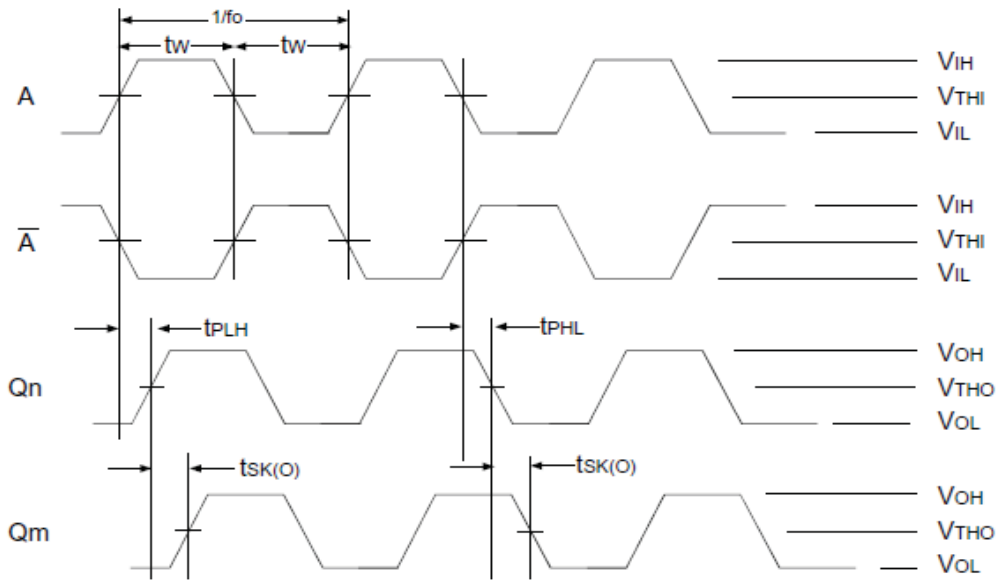 1/fo
tw tw
A
VIH
VTHI
VIL
A̅
VIH
VTHI
VIL
tPLH tPHL
Qn
VOH
VTHO
VOL
tSK(O) tSK(O)
Qm
VOH
VTHO
VOL